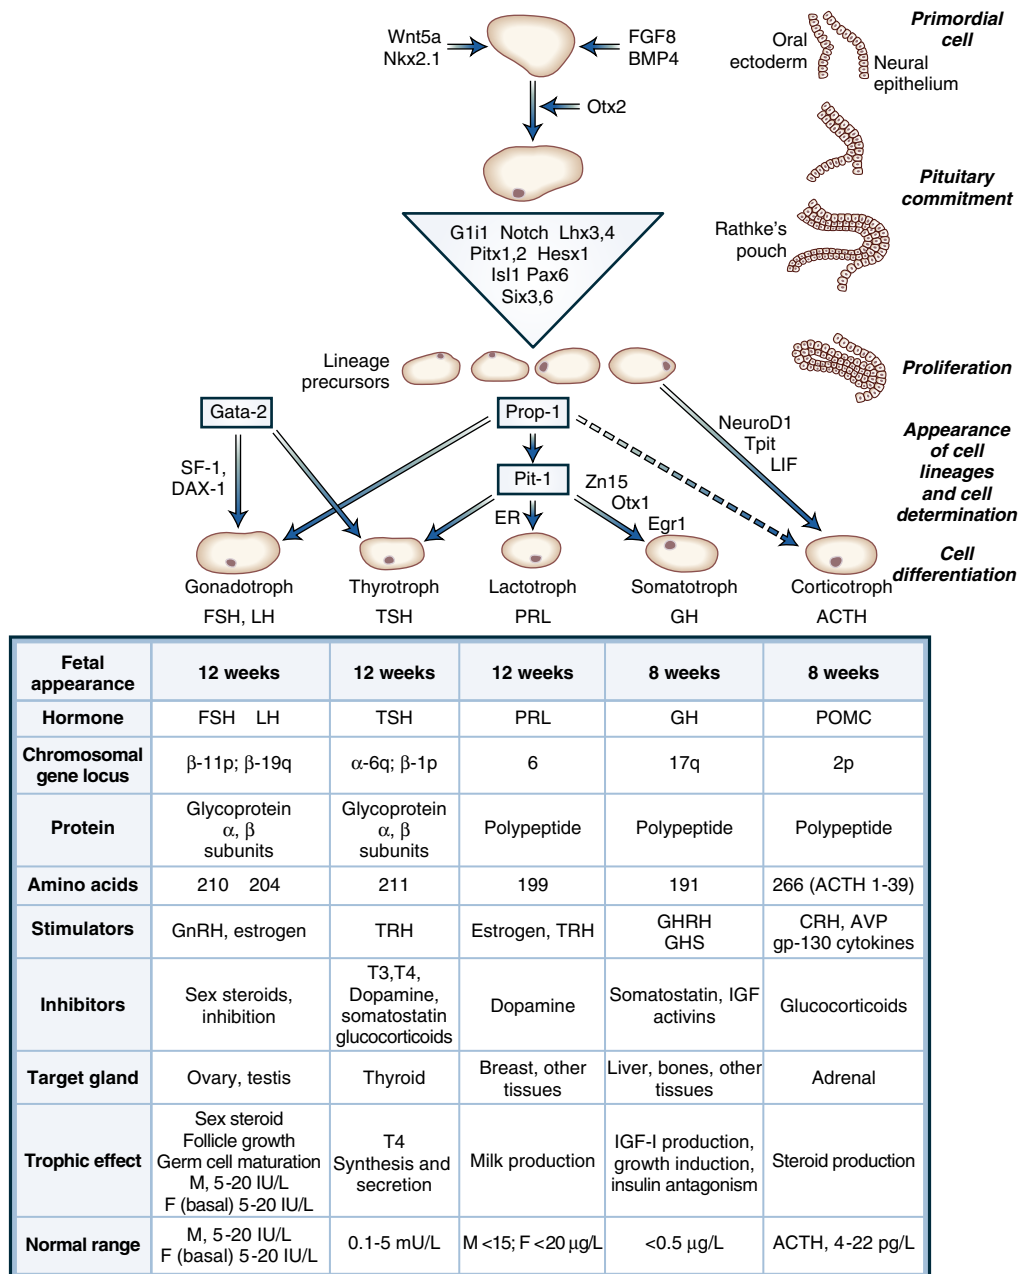 Wnt5a
Nkx2.1
FGF8
BMP4
Oral
ectoderm
Neural
epithelium
Primordial
cell
Otx2
Pituitary
commitment
G1i1 Notch Lhx3,4
Pitx1,2 Hesx1
Isl1 Pax6
Six3,6
Rathke's
pouch
Lineage
precursors
Proliferation
Gata-2
Prop-1
NeuroD1
Tpit
LIF
Appearance
of cell
lineages
and cell
determination
SF-1,
DAX-1
Pit-1
Zn15
Otx1
ER
Egr1
Cell
differentiation
Gonadotroph Thyrotroph Lactotroph Somatotroph Corticotroph
FSH, LH TSH PRL GH ACTH
Fetal
appearance
12 weeks 12 weeks 12 weeks 8 weeks 8 weeks
Hormone FSH LH TSH PRL GH POMC
Chromosomal
gene locus
β-11p; β-19q α-6q; β-1p 6 17q 2p
Protein
Glycoprotein
α, β
subunits
Glycoprotein
α, β
subunits
Polypeptide Polypeptide Polypeptide
Amino acids 210 204 211 199 191 266 (ACTH 1-39)
Stimulators
GnRH, estrogen
TRH
Estrogen, TRH
GHRH
GHS
CRH, AVP
gp-130 cytokines
Inhibitors
Sex steroids,
inhibition
T3,T4,
Dopamine,
somatostatin
glucocorticoids
Dopamine
Somatostatin, IGF
activins
Glucocorticoids
Target gland
Ovary, testis
Thyroid
Breast, other
tissues
Liver, bones, other
tissues
Adrenal
Trophic effect
Sex steroid
Follicle growth
Germ cell maturation
M, 5-20 IU/L
F (basal) 5-20 IU/L
T4
Synthesis and
secretion
Milk production
IGF-I production,
growth induction,
insulin antagonism
Steroid production
Normal range
M, 5-20 IU/L
F (basal) 5-20 IU/L
0.1-5 mU/L
M <15; F <20 μg/L
<0.5 μg/L
ACTH, 4-22 pg/L